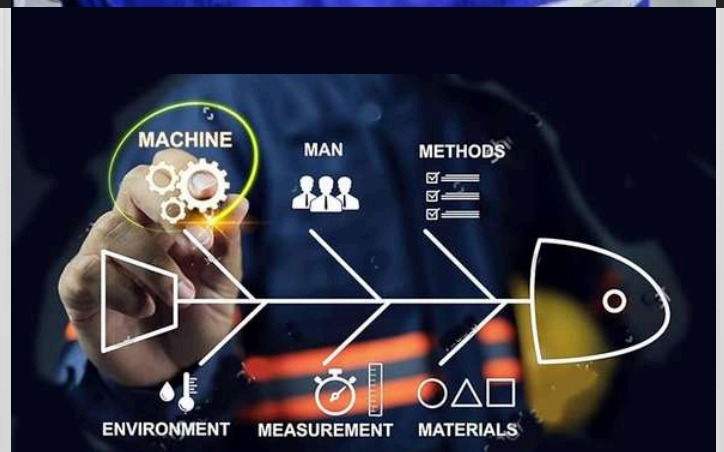 MACHINE
MAN
METHODS
ENVIRONMENT
MEASUREMENT
MATERIALS